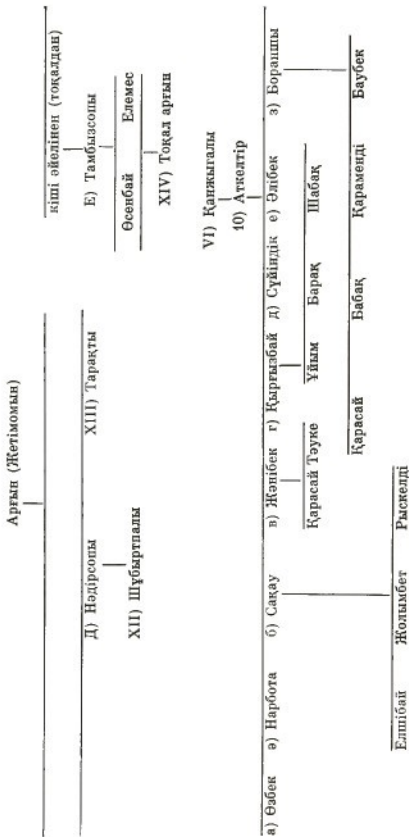 Арғын (Жетімомын)
кіші әйелінен (тоқалдан)
Д) Нәдірсопы
XIII) Тарақты
Е) Тамбызсопы
XII) Шұбыртпалы
Өсенбай Елемес
XIV) Тоқал арғын
VI) Қанжығалы
10) Аткелтір
а) Өзбек ә) Нарбота б) Сақау в) Жәнібек г) Қырғызбай д) Сүйіндік е) Әлібек з) Бораншы
Қарасай Тәуке
Ұйым Барақ Шабақ
Қарасай Бабақ Қараменді Баубек
Елшібай Жолымбет Рыскелді